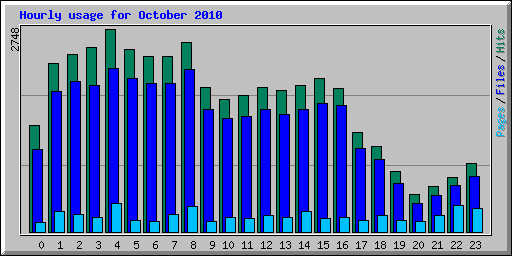 Hourly usage for October 2010
2748
Pages/Files/Hits
0 1 2 3 4 5 6 7 8 9 10 11 12 13 14 15 16 17 18 19 20 21 22 23